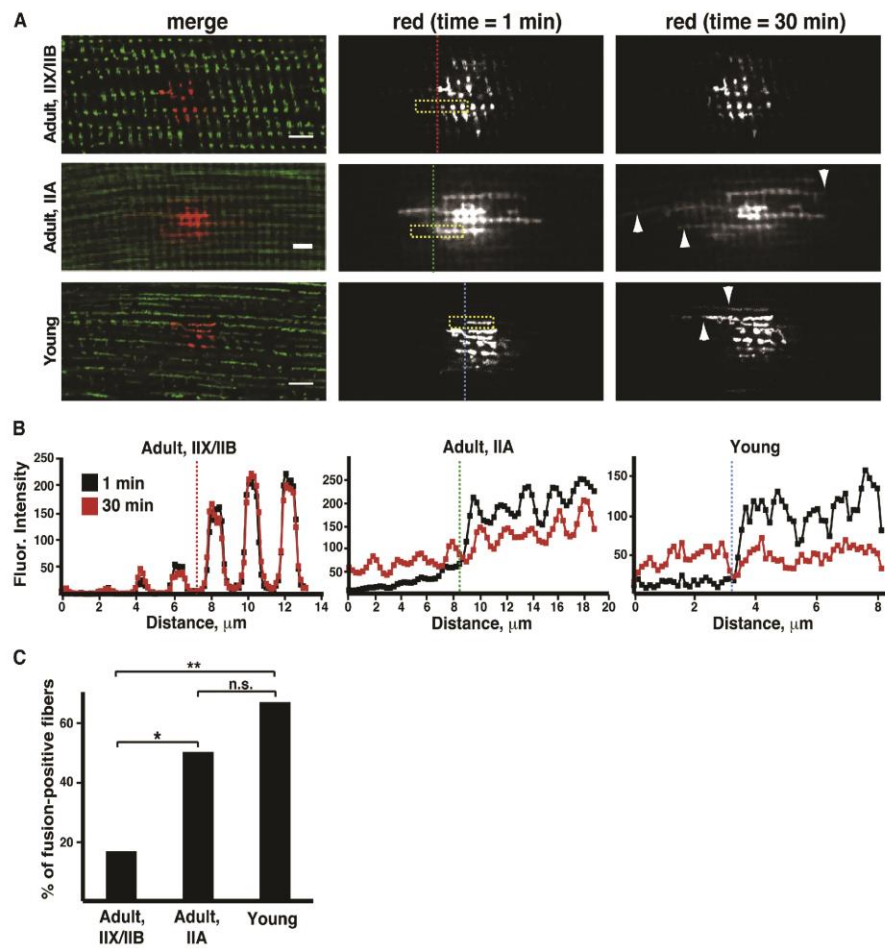 A
merge
red (time = 1 min)
red (time = 30 min)
Adult, IIX/IIB
Adult, IIA
Young
B
Adult, IIX/IIB
Adult, IIA
Young
Fluor. Intensity
1 min
30 min
250
200
150
100
50
0 2 4 6 8 10 12 14
Distance, μm
250
200
150
100
50
0 2 4 6 8 10 12 14 16 18 20
Distance, μm
150
100
50
0 2 4 6 8
Distance, μm
C
% of fusion-positive fibers
**
n.s.
*
60
40
20
Adult, IIX/IIB
Adult, IIA
Young